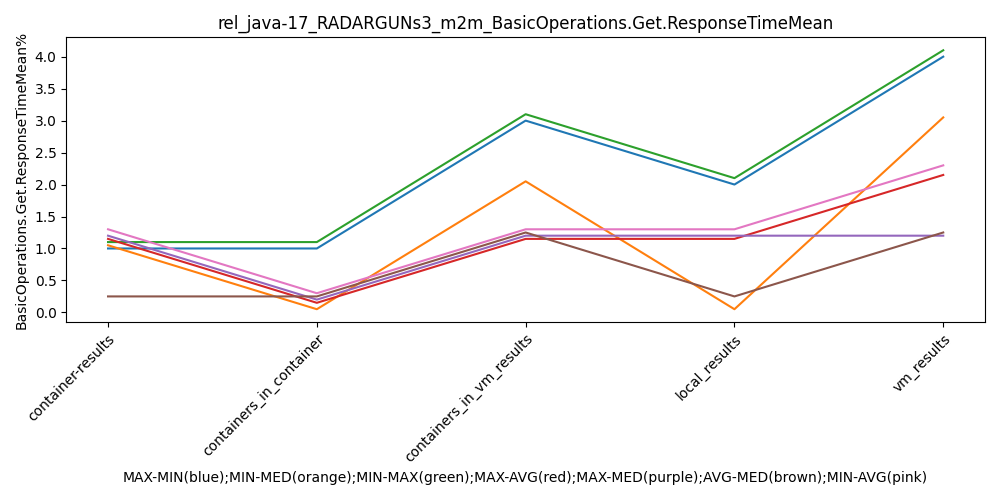 rel_java-17_RADARGUNs3_m2m_BasicOperations.Get.ResponseTimeMean
BasicOperations.Get.ResponseTimeMean%
4.0
3.5
3.0
2.5
2.0
1.5
1.0
0.5
0.0
container-results
containers_in_container
containers_in_vm_results
local_results
vm_results
MAX-MIN(blue);MIN-MED(orange);MIN-MAX(green);MAX-AVG(red);MAX-MED(purple);AVG-MED(brown);MIN-AVG(pink)